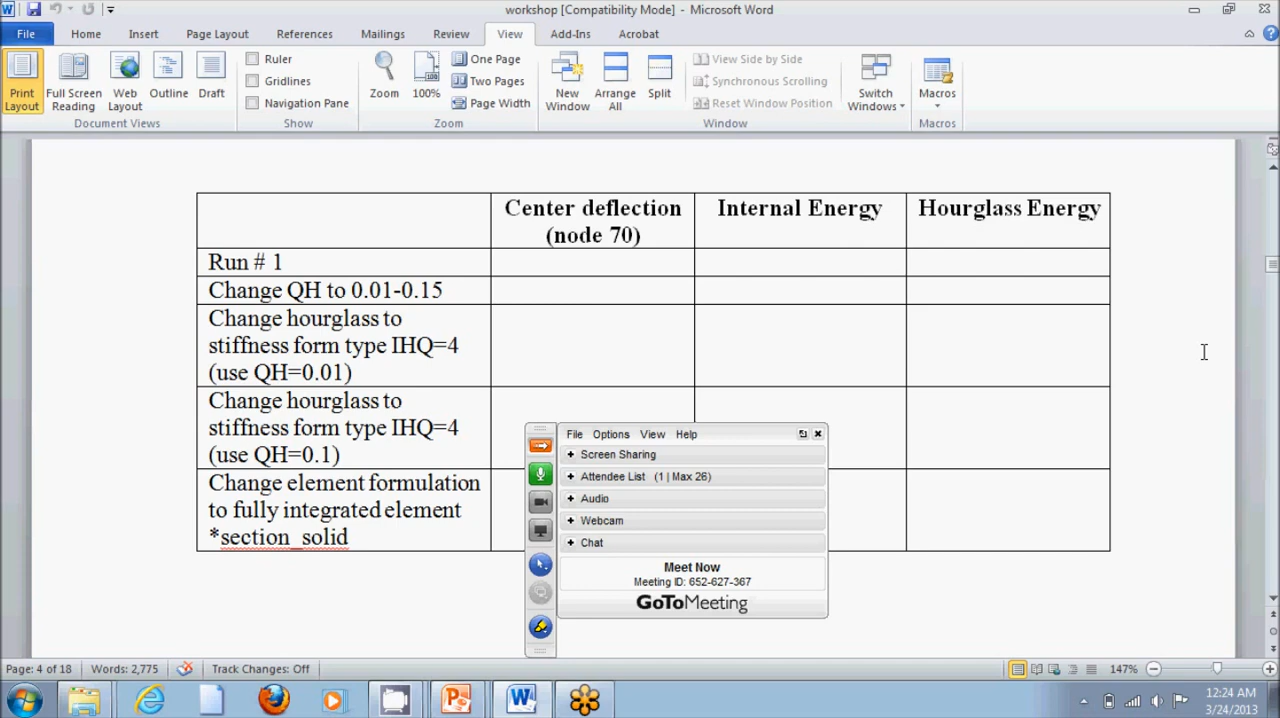 workshop [Compatibility Mode] - Microsoft Word
File Home Insert Page Layout References Mailings Review View Add-Ins Acrobat
Print Layout
Full Screen Reading
Web Layout
Outline
Draft
Document Views
Ruler
Gridlines
Navigation Pane
Show
Zoom
100%
One Page
Two Pages
Page Width
Zoom
New Window
Arrange All
Split
View Side by Side
Synchronous Scrolling
Reset Window Position
Window
Switch Windows
Macros
Macros
Center deflection (node 70)
Internal Energy
Hourglass Energy
Run # 1
Change QH to 0.01-0.15
Change hourglass to
stiffness form type IHQ=4
(use QH=0.01)
Change hourglass to
stiffness form type IHQ=4
(use QH=0.1)
Change element formulation
to fully integrated element
*section_solid
File Options View Help
Screen Sharing
Attendee List (1 | Max 26)
Audio
Webcam
Chat
Meet Now
Meeting ID: 652-627-367
GoToMeeting
Page: 4 of 18 Words: 2,775 Track Changes: Off 147%
12:24 AM
3/24/2013